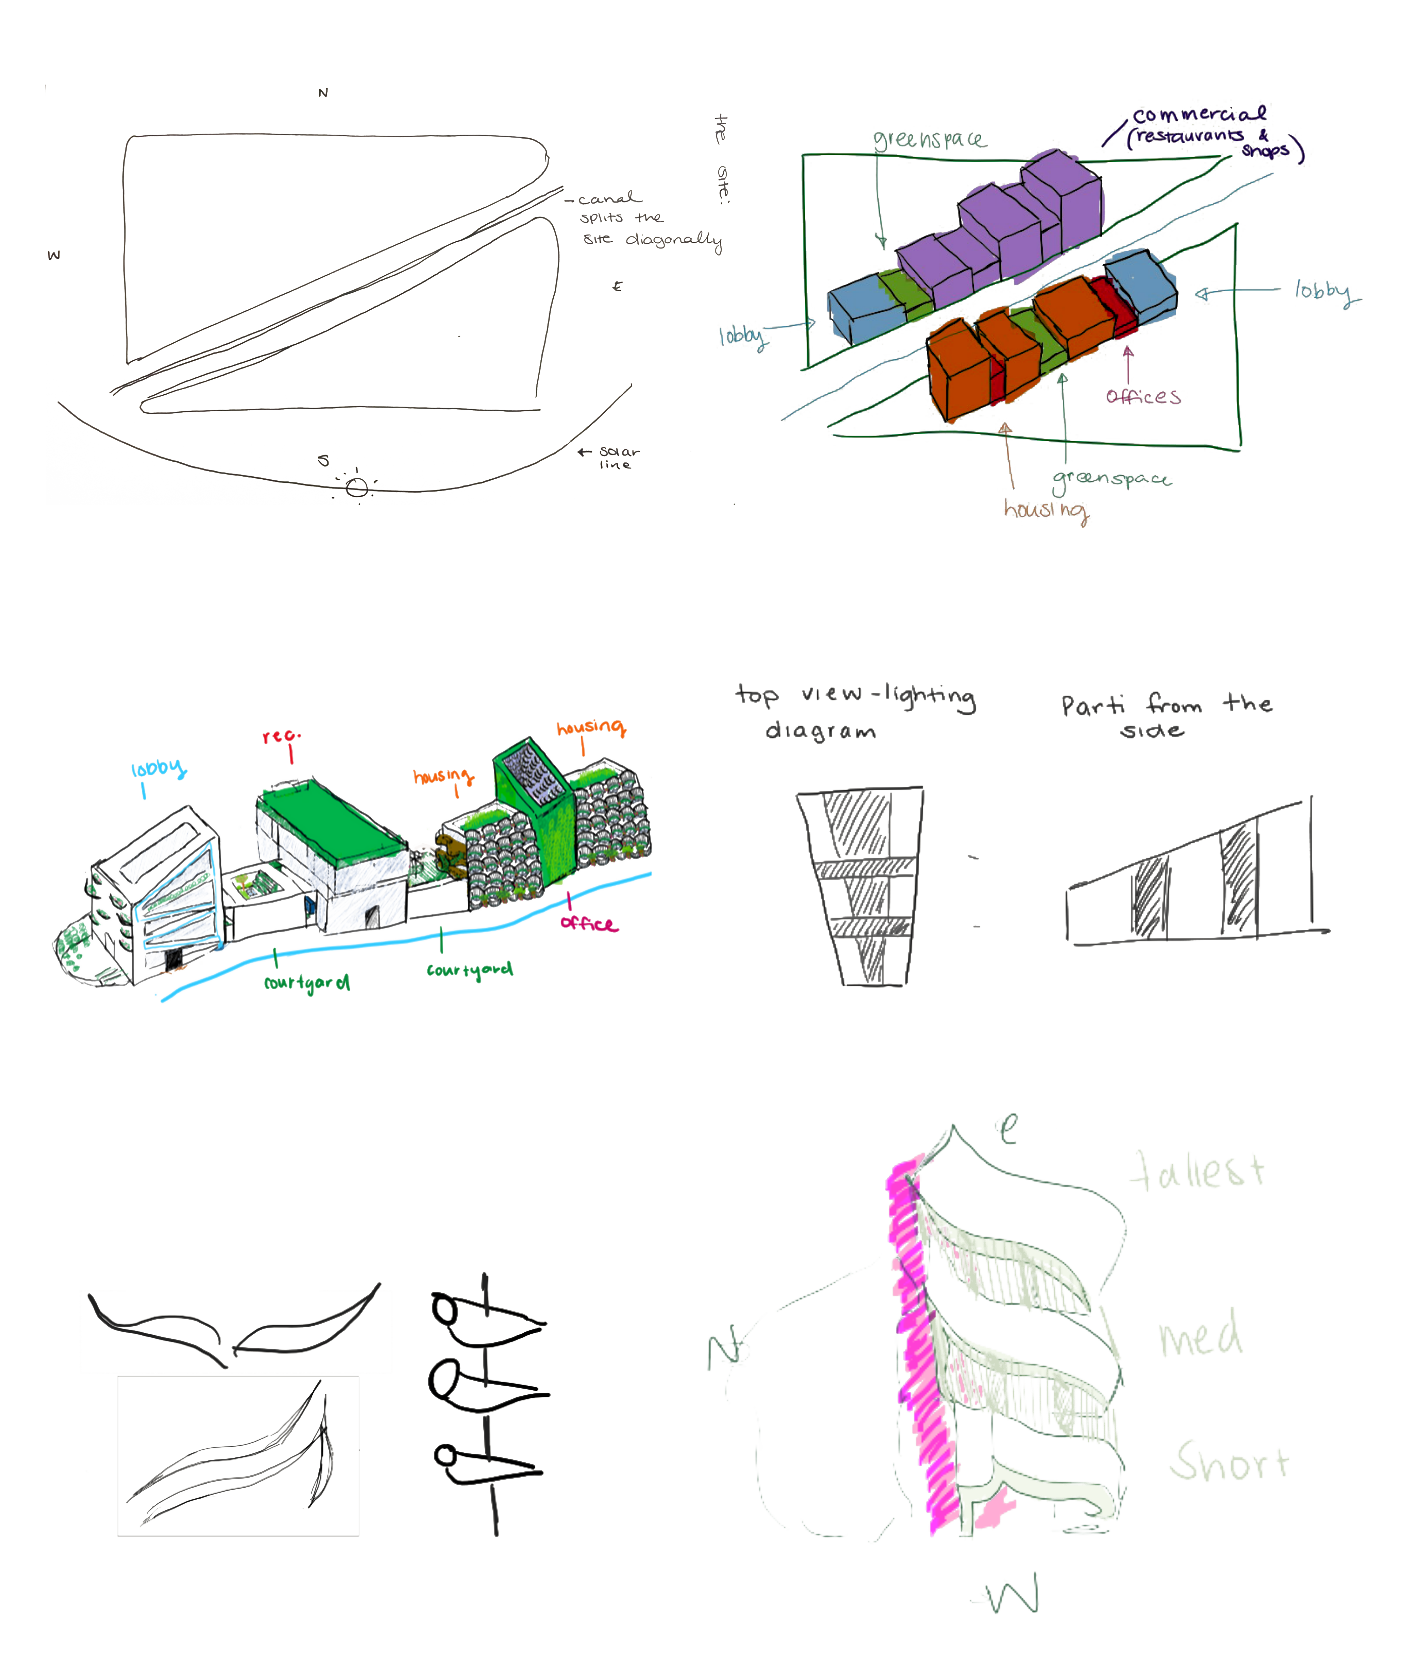 N
the site:
canal
splits the
site diagonally
W
E
S
← solar
line
commercial
(restaurants &
shops)
greenspace
lobby
lobby
offices
greenspace
housing
housing
rec.
housing
lobby
office
courtyard
courtyard
top view-lighting
diagram
Parti from the
side
e
tallest
N
med
Short
W